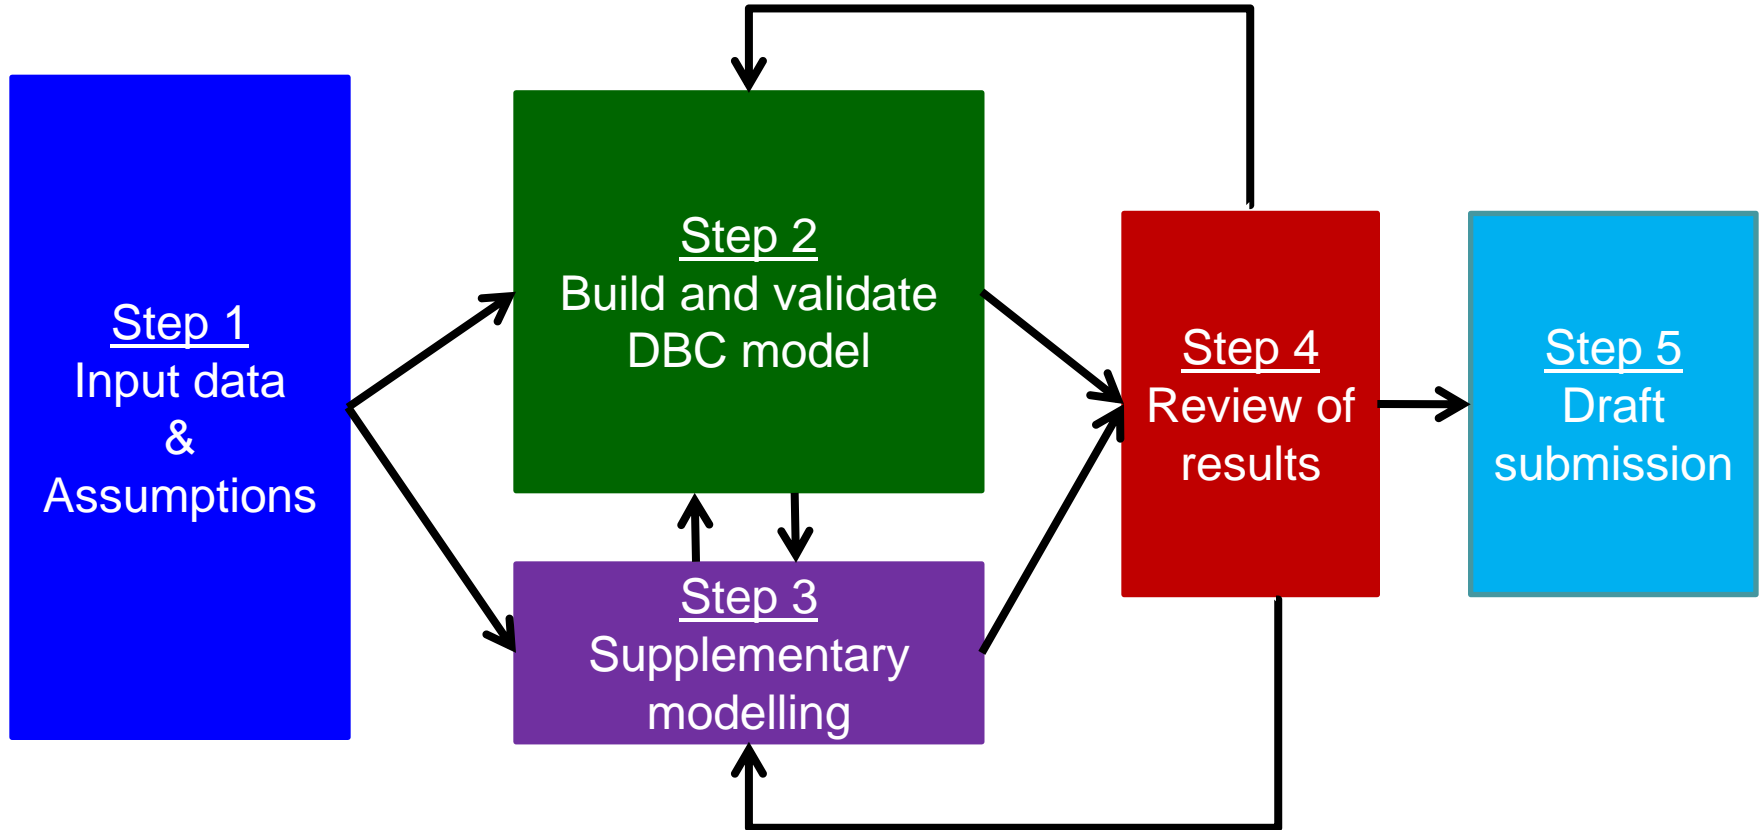 Step 1
Input data
&
Assumptions
Step 2
Build and validate
DBC model
Step 3
Supplementary
modelling
Step 4
Review of
results
Step 5
Draft
submission